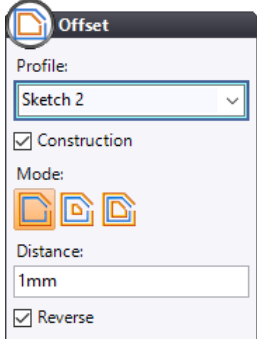 Offset
Profile:
Sketch 2
Construction
Mode:
Distance:
1mm
Reverse